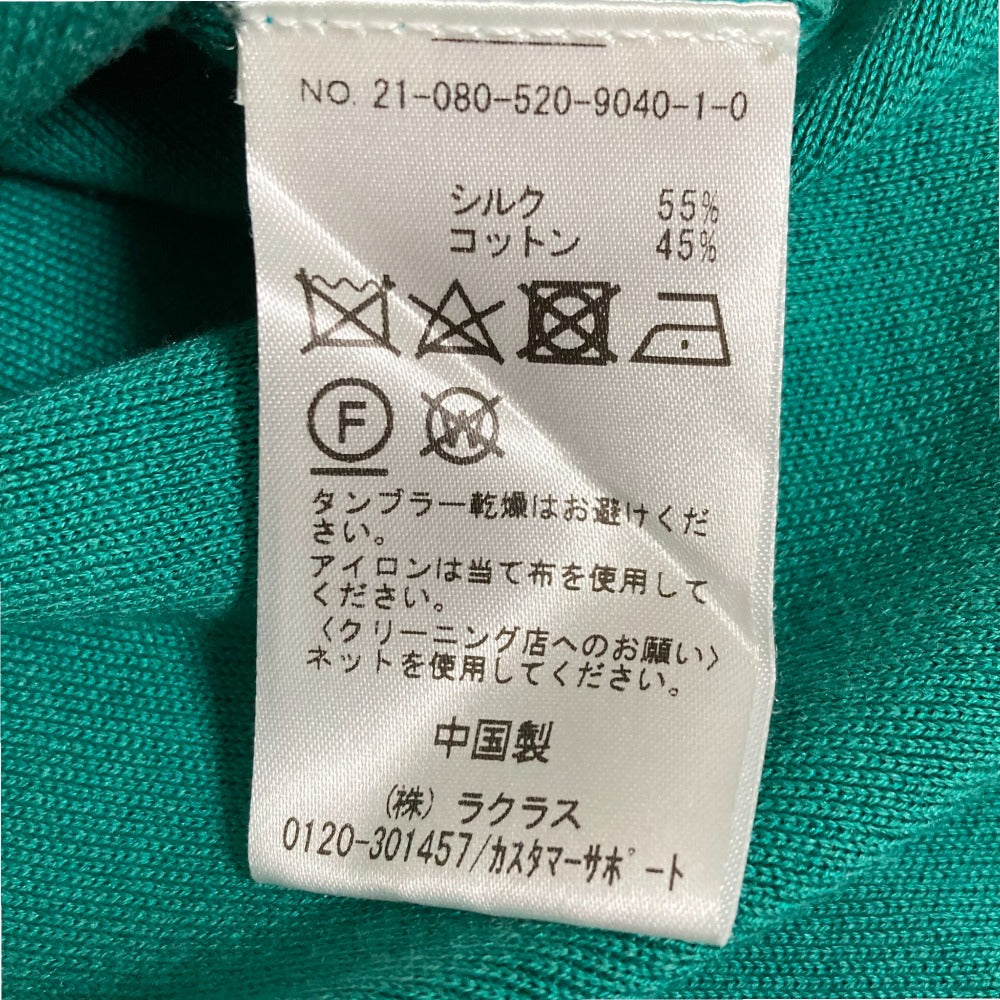 NO. 21-080-520-9040-1-0
シルク 55%
コットン 45%
F W
タンブラー乾燥はお避けくだ
さい。
アイロンは当て布を使用して
ください。
〈クリーニング店へのお願い〉
ネットを使用してください。
中国製
(株) ラクラス
0120-301457/ｶｽﾀﾏｰｻﾎﾟｰﾄ